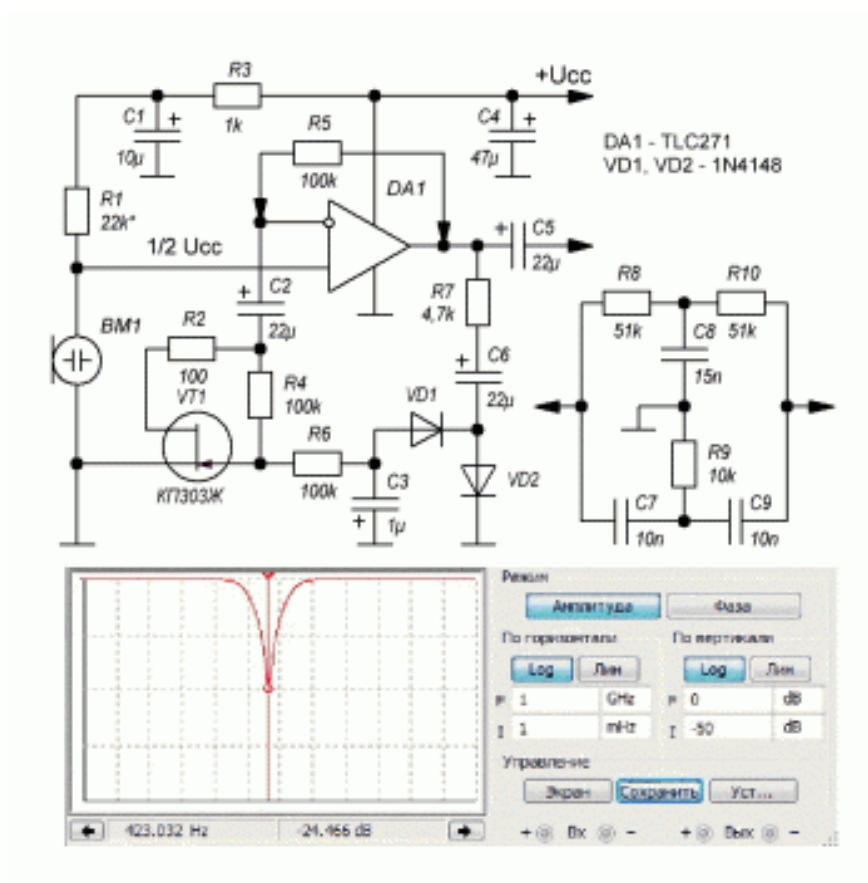 R3
+Ucc
C1
+
1k
R5
C4
+
10μ
47μ
DA1 - TLC271
VD1, VD2 - 1N4148
100k
DA1
R1
22k*
1/2 Ucc
+
C5
22μ
C2
+
22μ
R7
4,7k
R8
R10
51k
51k
C8
15n
BM1
R2
100
VT1
R4
100k
C6
+
22μ
VD1
R6
100k
КП303Ж
C3
+
1μ
VD2
R9
10k
C7
C9
10n
10n
Режим
Амплитуда
Фаза
По горизонтали
По вертикали
Log
Лин
Log
Лин
F
1
GHz
F
0
dB
I
1
mHz
I
-50
dB
Управление
Экран
Сохранить
Уст...
423.032 Hz
-24.466 dB
+ Вх -
+ Вых -